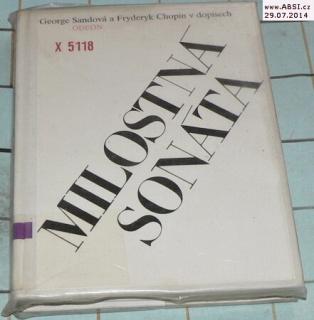 www.ABSI.cz
29.07.2014
George Sandová a Fryderyk Chopin v dopisech
ODEON
X 5118
MILOSTNÁ
SONÁTA